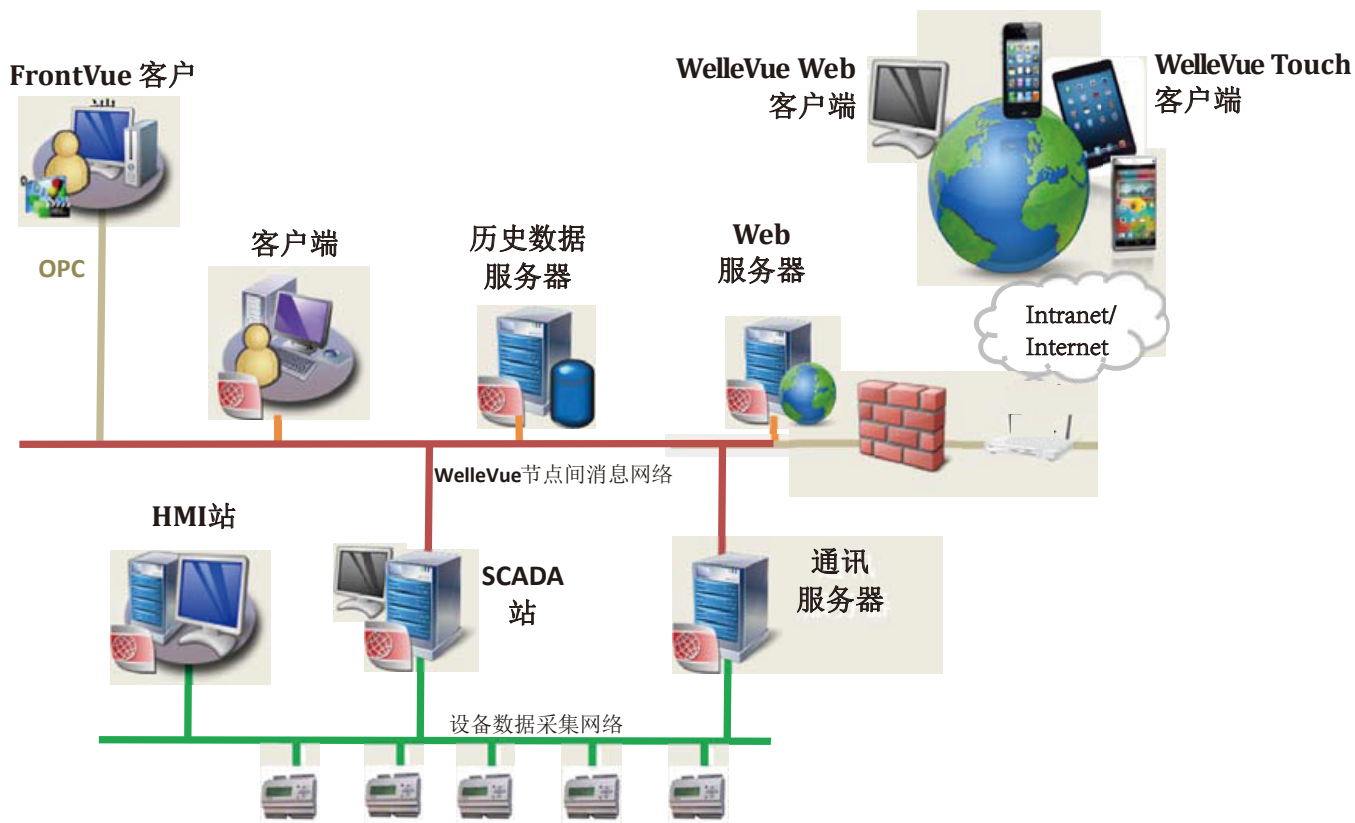 FrontVue 客户
WelleVue Web
客户端
WelleVue Touch
客户端
OPC
客户端
历史数据
服务器
Web
服务器
Intranet/
Internet
WelleVue节点间消息网络
HMI站
SCADA
站
通讯
服务器
设备数据采集网络